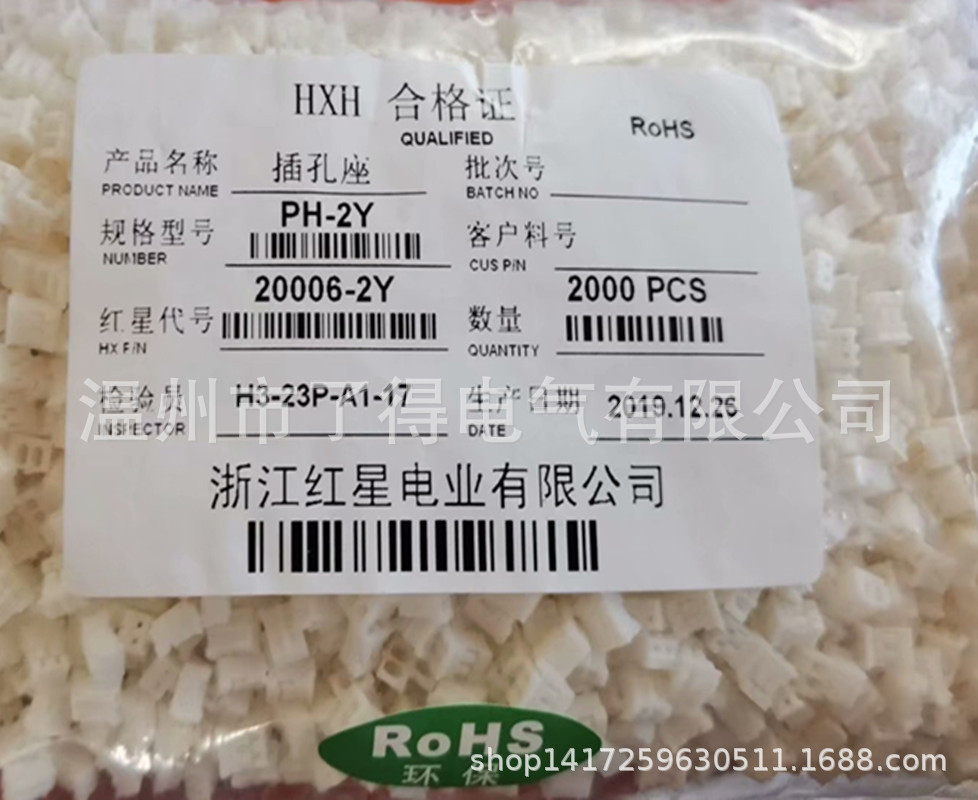 HXH 合格证
QUALIFIED
RoHS
产品名称 插孔座
PRODUCT NAME
批次号
BATCH NO
规格型号 PH-2Y
NUMBER
客户料号
CUS P/N
红星代号 20006-2Y
HX P/N
数量 2000 PCS
QUANTITY
检验员 H3-23P-A1-17
INSPECTOR
生产日期 2019.12.26
DATE
温州市了得电气有限公司
浙江红星电业有限公司
RoHS
环保
shop1417259630511.1688.com